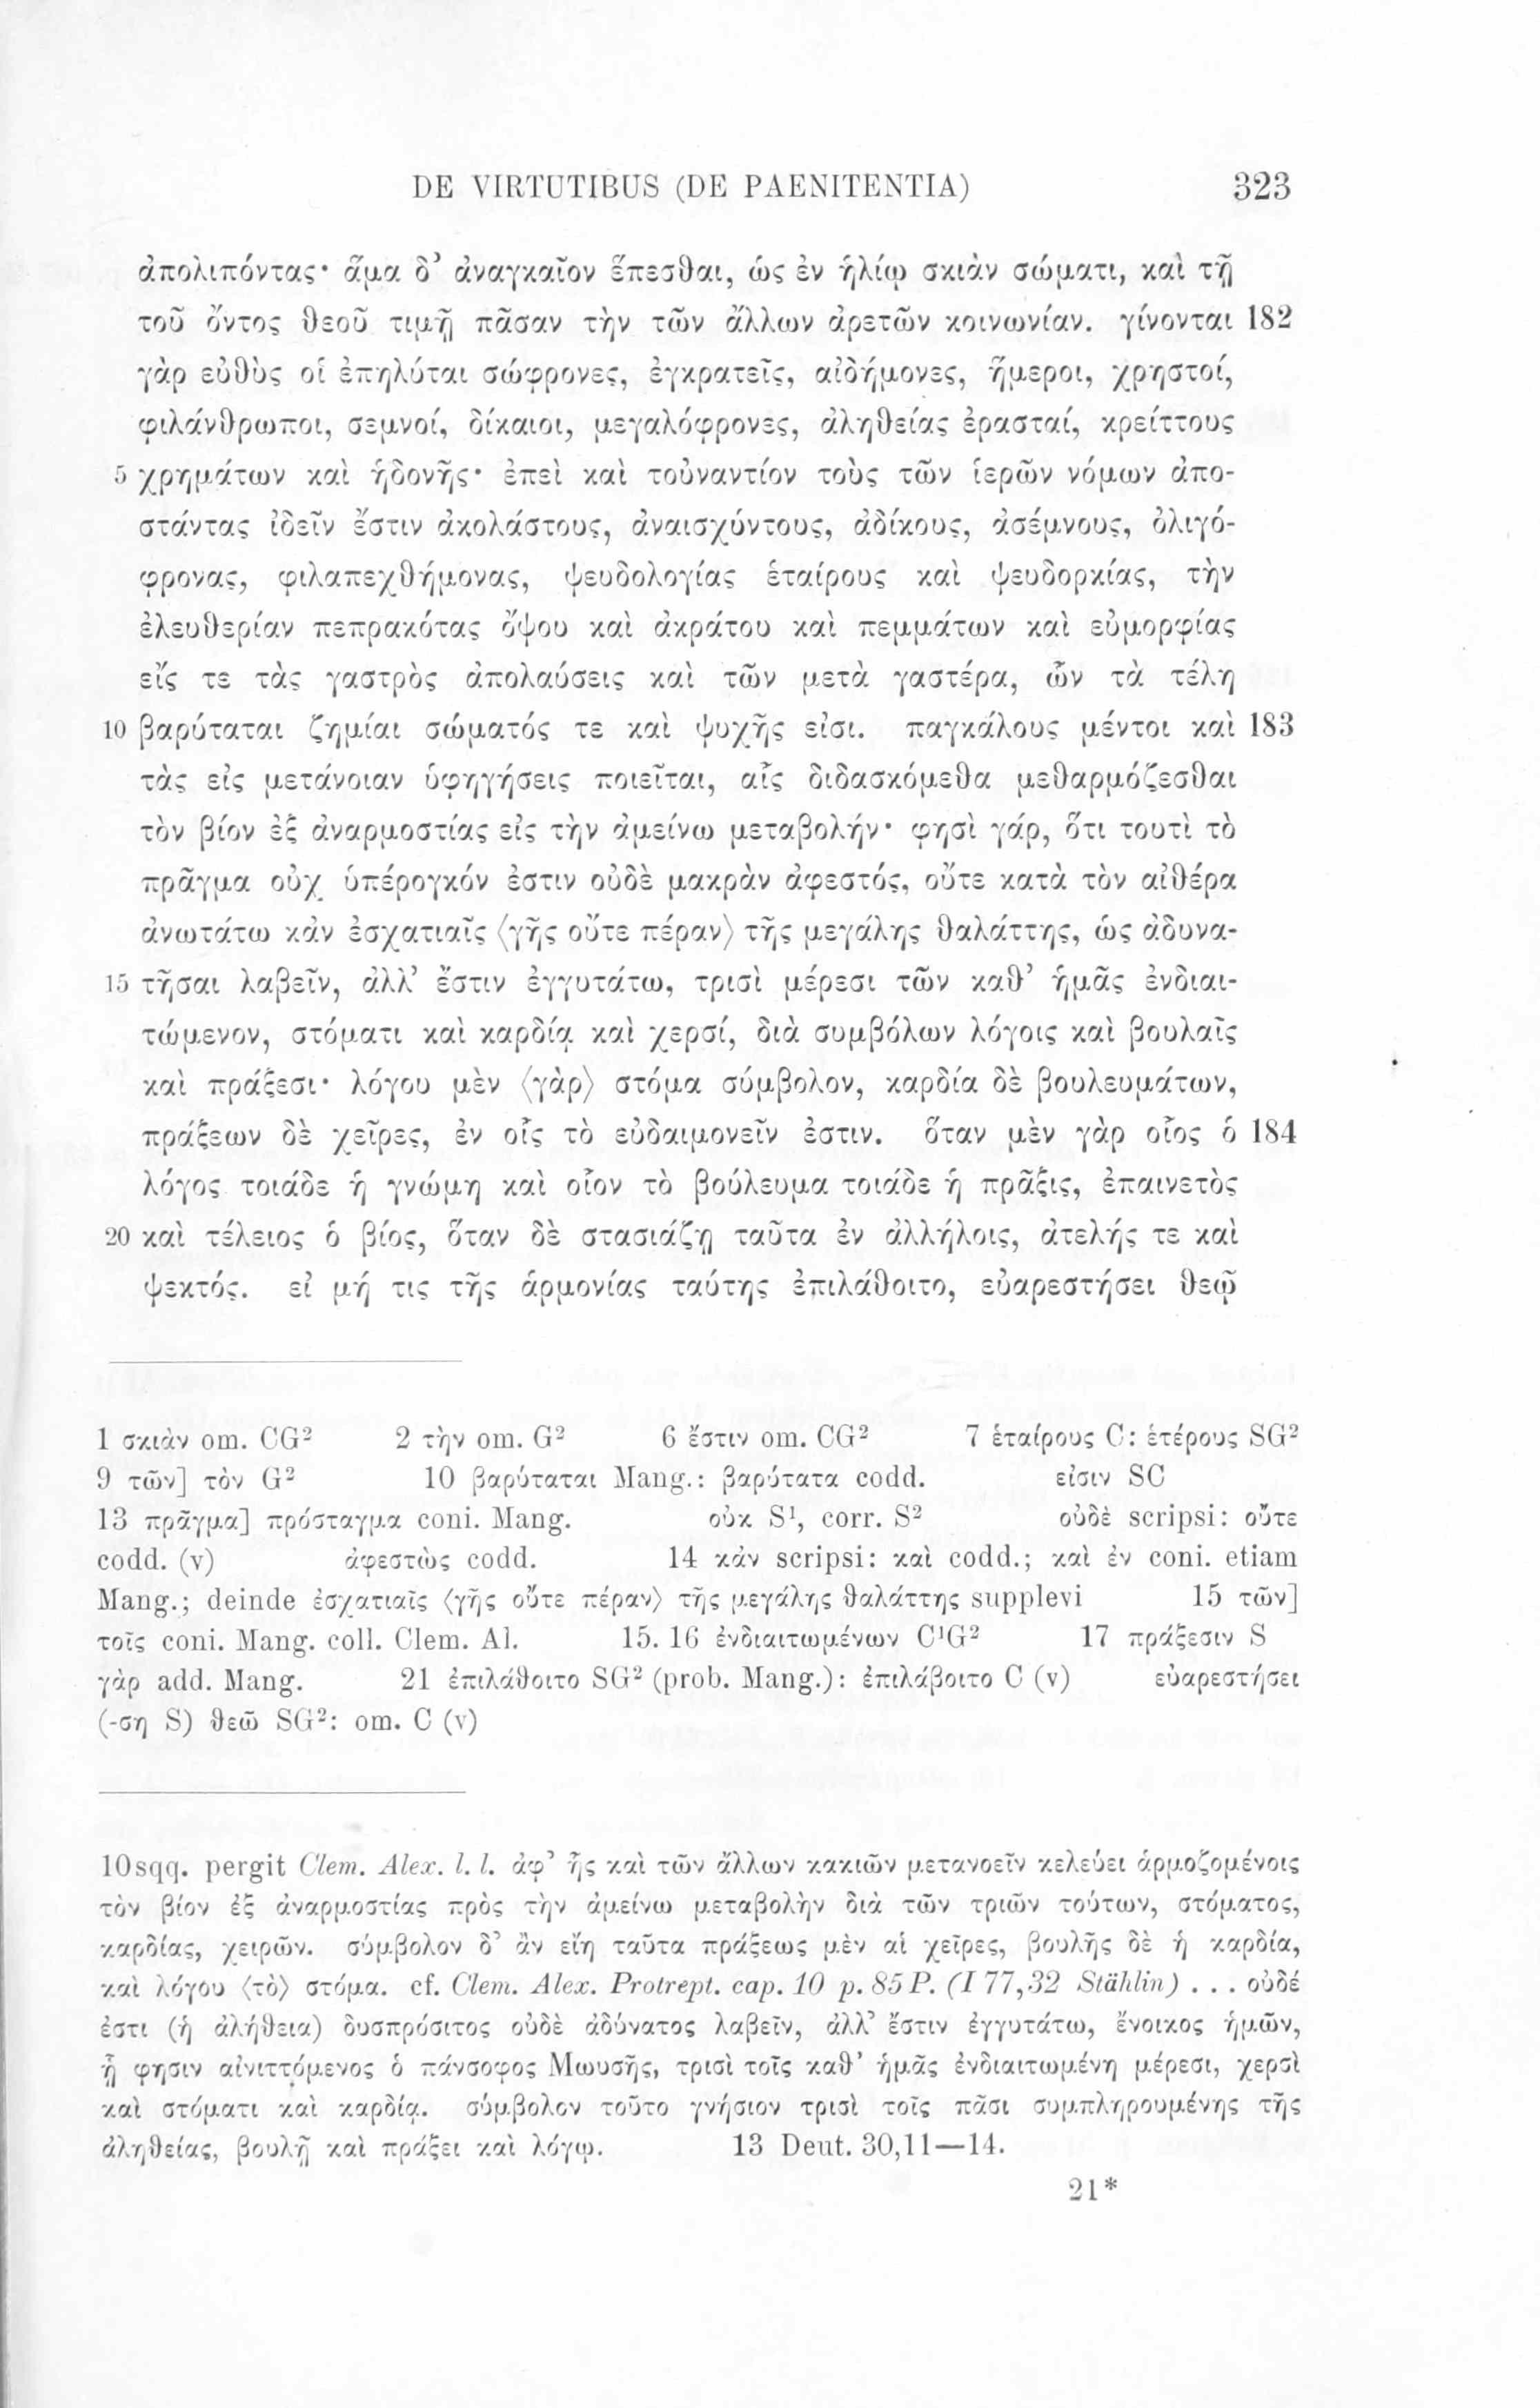 DE VIRTUTIBUS (DE PAENITENTIA) 323
ἀπολιπόντας· ἅμα δ’ ἀναγκαῖον ἕπεσθαι, ὡς ἐν ἡλίῳ σκιὰν σώματι, καὶ τῇ
τοῦ ὄντος θεοῦ τιμῇ πᾶσαν τὴν τῶν ἄλλων ἀρετῶν κοινωνίαν. γίνονται 182
γὰρ εὐθὺς οἱ ἐπηλύται σώφρονες, ἐγκρατεῖς, αἰδήμονες, ἥμεροι, χρηστοί,
φιλάνθρωποι, σεμνοί, δίκαιοι, μεγαλόφρονες, ἀληθείας ἐρασταί, κρείττους
5 χρημάτων καὶ ἡδονῆς· ἐπεὶ καὶ τοὐναντίον τοὺς τῶν ἱερῶν νόμων ἀπο-
στάντας ἰδεῖν ἔστιν ἀκολάστους, ἀναισχύντους, ἀδίκους, ἀσέμνους, ὀλιγό-
φρονας, φιλαπεχθήμονας, ψευδολογίας ἑταίρους καὶ ψευδορκίας, τὴν
ἐλευθερίαν πεπρακότας ὄψου καὶ ἀκράτου καὶ πεμμάτων καὶ εὐμορφίας
εἴς τε τὰς γαστρὸς ἀπολαύσεις καὶ τῶν μετὰ γαστέρα, ὧν τὰ τέλη
10 βαρύταται ζημίαι σώματός τε καὶ ψυχῆς εἰσι. παγκάλους μέντοι καὶ 183
τὰς εἰς μετάνοιαν ὑφηγήσεις ποιεῖται, αἷς διδασκόμεθα μεθαρμόζεσθαι
τὸν βίον ἐξ ἀναρμοστίας εἰς τὴν ἀμείνω μεταβολήν· φησὶ γάρ, ὅτι τουτὶ τὸ
πρᾶγμα οὐχ ὑπέρογκόν ἐστιν οὐδὲ μακρὰν ἀφεστός, οὔτε κατὰ τὸν αἰθέρα
ἀνωτάτω κἀν ἐσχατιαῖς ⟨γῆς οὔτε πέραν⟩ τῆς μεγάλης θαλάττης, ὡς ἀδυνα-
15 τῆσαι λαβεῖν, ἀλλ’ ἔστιν ἐγγυτάτω, τρισὶ μέρεσι τῶν καθ’ ἡμᾶς ἐνδιαι-
τώμενον, στόματι καὶ καρδίᾳ καὶ χερσί, διὰ συμβόλων λόγοις καὶ βουλαῖς
καὶ πράξεσι· λόγου μὲν ⟨γὰρ⟩ στόμα σύμβολον, καρδία δὲ βουλευμάτων,
πράξεων δὲ χεῖρες, ἐν οἷς τὸ εὐδαιμονεῖν ἐστιν. ὅταν μὲν γὰρ οἷος ὁ 184
λόγος τοιάδε ἡ γνώμη καὶ οἷον τὸ βούλευμα τοιάδε ἡ πρᾶξις, ἐπαινετὸς
20 καὶ τέλειος ὁ βίος, ὅταν δὲ στασιάζῃ ταῦτα ἐν ἀλλήλοις, ἀτελής τε καὶ
ψεκτός. εἰ μή τις τῆς ἁρμονίας ταύτης ἐπιλάθοιτο, εὐαρεστήσει θεῷ
1 σκιὰν om. CG² 2 τὴν om. G² 6 ἔστιν om. CG² 7 ἑταίρους C: ἑτέρους SG²
9 τῶν] τὸν G² 10 βαρύταται Mang.: βαρύτατα codd. εἰσιν SC
13 πρᾶγμα] πρόσταγμα coni. Mang. οὐκ S¹, corr. S² οὐδὲ scripsi: οὔτε
codd. (v) ἀφεστὼς codd. 14 κἀν scripsi: καὶ codd.; καὶ ἐν coni. etiam
Mang.; deinde ἐσχατιαῖς ⟨γῆς οὔτε πέραν⟩ τῆς μεγάλης θαλάττης supplevi 15 τῶν]
τοῖς coni. Mang. coll. Clem. Al. 15. 16 ἐνδιαιτωμένων C¹G² 17 πράξεσιν S
γὰρ add. Mang. 21 ἐπιλάθοιτο SG² (prob. Mang.): ἐπιλάβοιτο C (v) εὐαρεστήσει
(-ση S) θεῶ SG²: om. C (v)
10 sqq. pergit Clem. Alex. l. l. ἀφ’ ἧς καὶ τῶν ἄλλων κακιῶν μετανοεῖν κελεύει ἁρμοζομένοις
τὸν βίον ἐξ ἀναρμοστίας πρὸς τὴν ἀμείνω μεταβολὴν διὰ τῶν τριῶν τούτων, στόματος,
καρδίας, χειρῶν. σύμβολον δ’ ἂν εἴη ταῦτα πράξεως μὲν αἱ χεῖρες, βουλῆς δὲ ἡ καρδία,
καὶ λόγου ⟨τὸ⟩ στόμα. cf. Clem. Alex. Protrept. cap. 10 p. 85 P. (I 77,32 Stählin) . . . οὐδέ
ἐστι (ἡ ἀλήθεια) δυσπρόσιτος οὐδὲ ἀδύνατος λαβεῖν, ἀλλ’ ἔστιν ἐγγυτάτω, ἔνοικος ἡμῶν,
ᾗ φησιν αἰνιττόμενος ὁ πάνσοφος Μωυσῆς, τρισὶ τοῖς καθ’ ἡμᾶς ἐνδιαιτωμένη μέρεσι, χερσὶ
καὶ στόματι καὶ καρδίᾳ. σύμβολον τοῦτο γνήσιον τρισὶ τοῖς πᾶσι συμπληρουμένης τῆς
ἀληθείας, βουλῇ καὶ πράξει καὶ λόγῳ. 13 Deut. 30,11—14.
21*